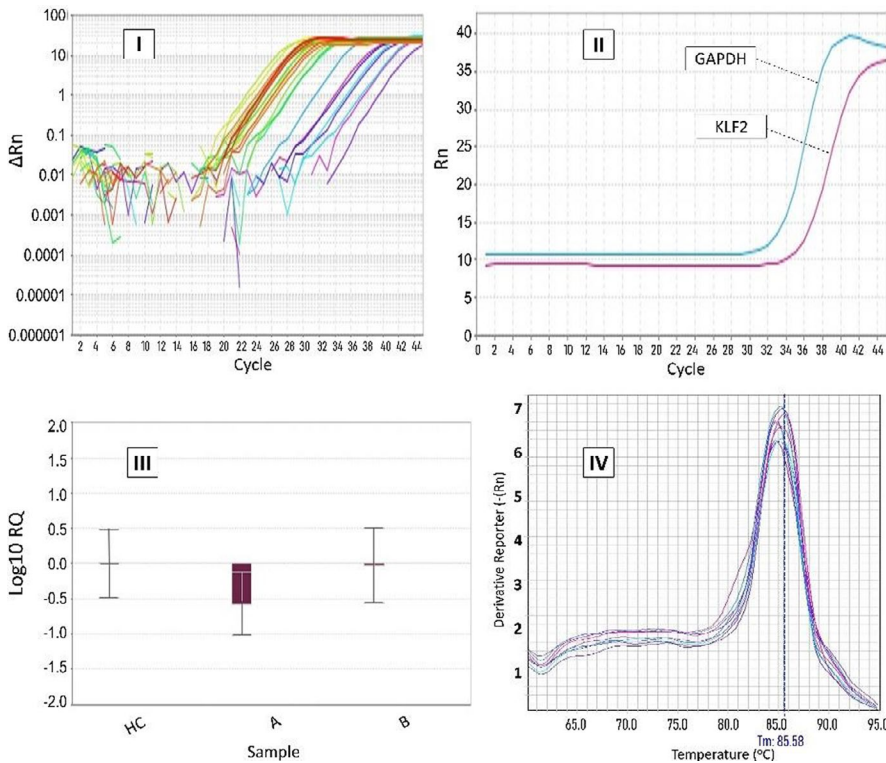 I
ΔRn
100
10
1
0.1
0.01
0.001
0.0001
0.00001
0.000001
2 4 6 8 10 12 14 16 18 20 22 24 26 28 30 32 34 36 38 40 42 44
Cycle
II
Rn
40
35
30
25
20
15
10
5
0
GAPDH
KLF2
0 2 4 6 8 10 12 14 16 18 20 22 24 26 28 30 32 34 36 38 40 42 44
Cycle
III
Log10 RQ
2.0
1.5
1.0
0.5
0.0
-0.5
-1.0
-1.5
-2.0
HC A B
Sample
IV
Derivative Reporter (-(Rn)
7
6
5
4
3
2
1
65.0 70.0 75.0 80.0 85.0 90.0 95.0
Tm: 85.58
Temperature (°C)